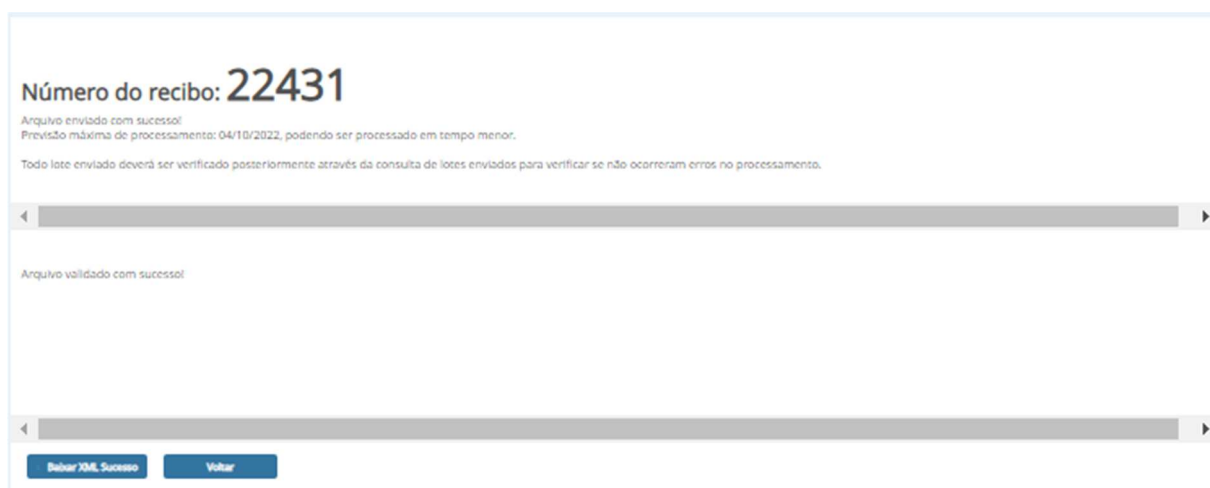 Número do recibo: 22431
Arquivo enviado com sucesso!
Previsão máxima de processamento: 04/10/2022, podendo ser processado em tempo menor.
Todo lote enviado deverá ser verificado posteriormente através da consulta de lotes enviados para verificar se não ocorreram erros no processamento.
Arquivo validado com sucesso!
Baixar XML Sucesso Voltar